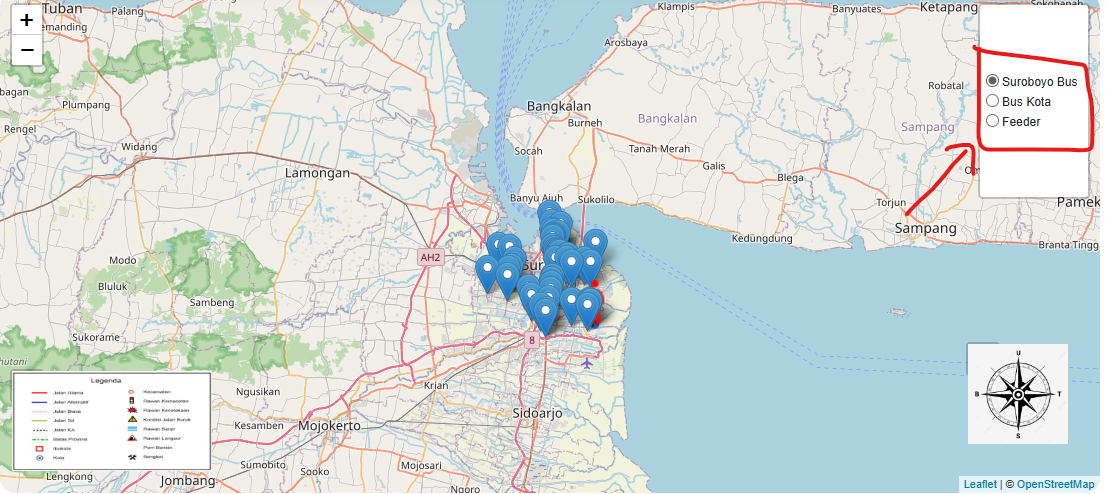 Tuban
Palang
Klampis
Banyuates
Ketapang
Sokobanah
+
−
Arosbaya
Robatal
Suroboyo Bus
Bus Kota
Feeder
Plumpang
Rengel
Bangkalan
Burneh
Bangkalan
Sampang
Widang
Socah
Tanah Merah
Galis
Blega
Lamongan
Banyu Ajuh
Sukolilo
Torjun
Sampang
Kedungdung
Branta Tingg
AH2
Modo
Bluluk
Sambeng
Sukorame
8
Legenda
Jalan Utama
Jalan Alternatif
Jalan Biasa
Jalan Tol
Jalan KA
Batas Provinsi
Ibukota
Kota
Kecamatan
Rawan Kemacetan
Rawan Kecelakaan
Kondisi Jalan Buruk
Rawan Banjir
Rawan Longsor
Pom Bensin
Bengkel
Ngusikan
Kesamben
Krian
Sidoarjo
Mojokerto
Sumobito
Sooko
Mojosari
Lengkong
Jombang
U
B
T
S
Leaflet | © OpenStreetMap